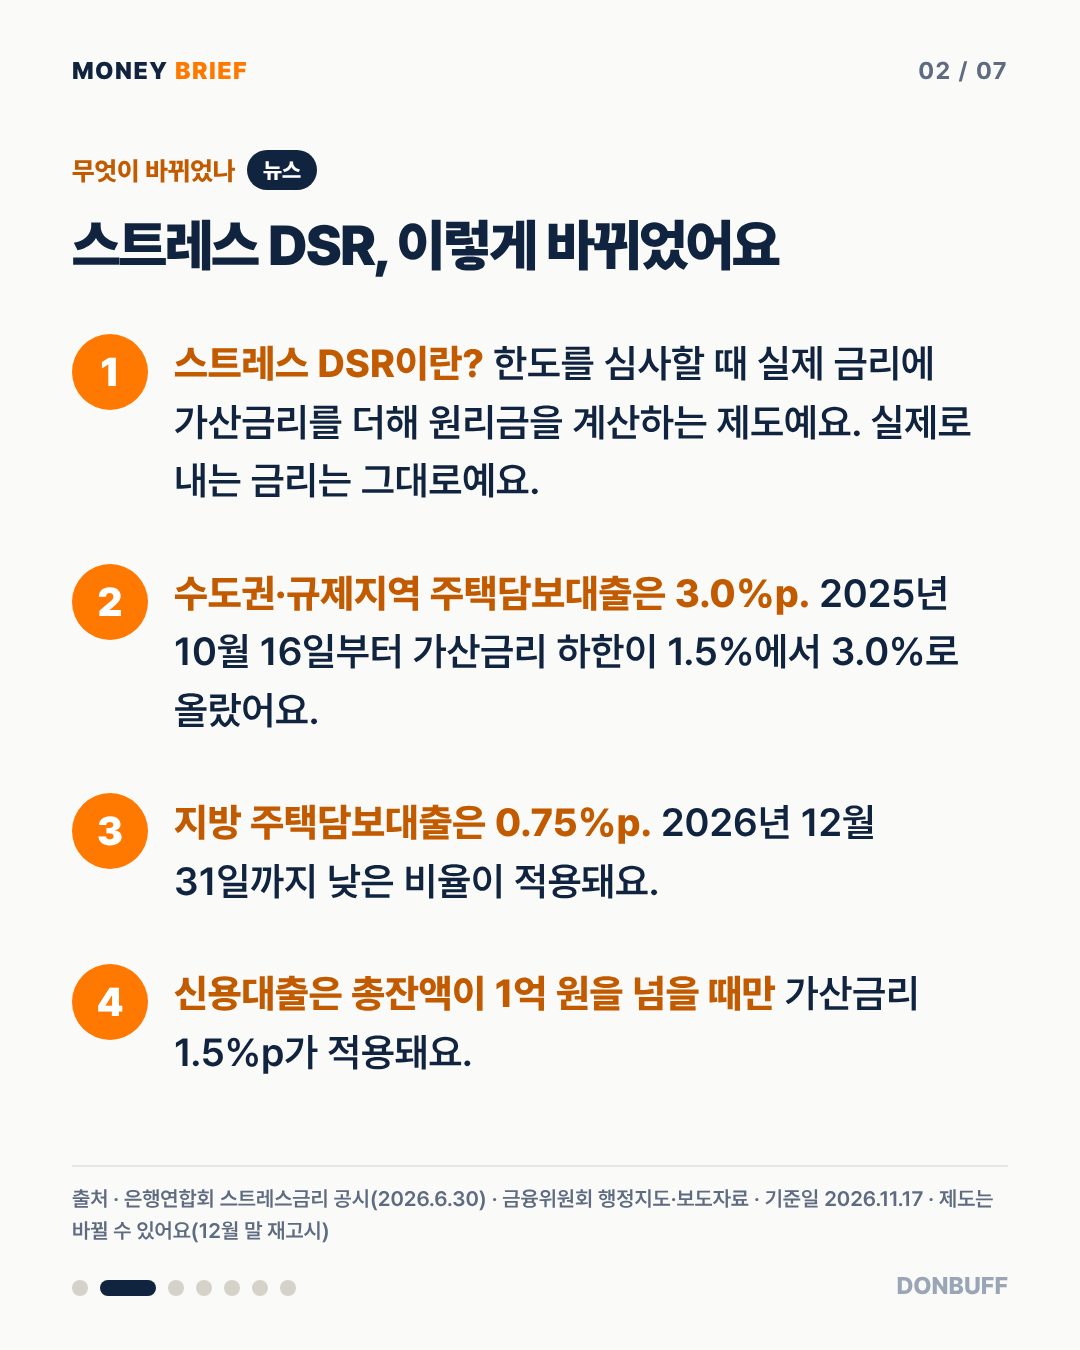 MONEY BRIEF
02 / 07
무엇이 바뀌었나 뉴스
스트레스 DSR, 이렇게 바뀌었어요
1
스트레스 DSR이란? 한도를 심사할 때 실제 금리에
가산금리를 더해 원리금을 계산하는 제도예요. 실제로
내는 금리는 그대로예요.
2
수도권·규제지역 주택담보대출은 3.0%p. 2025년
10월 16일부터 가산금리 하한이 1.5%에서 3.0%로
올랐어요.
3
지방 주택담보대출은 0.75%p. 2026년 12월
31일까지 낮은 비율이 적용돼요.
4
신용대출은 총잔액이 1억 원을 넘을 때만 가산금리
1.5%p가 적용돼요.
출처 · 은행연합회 스트레스금리 공시(2026.6.30) · 금융위원회 행정지도·보도자료 · 기준일 2026.11.17 · 제도는
바뀔 수 있어요(12월 말 재고시)
DONBUFF